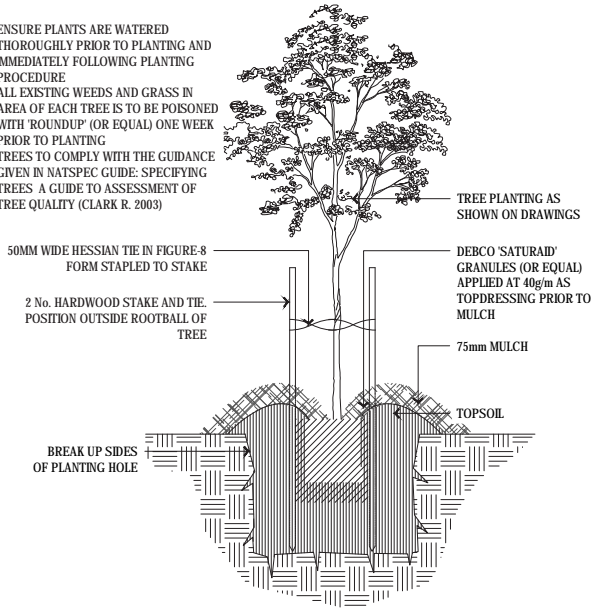 ENSURE PLANTS ARE WATERED
THOROUGHLY PRIOR TO PLANTING AND
IMMEDIATELY FOLLOWING PLANTING
PROCEDURE
ALL EXISTING WEEDS AND GRASS IN
AREA OF EACH TREE IS TO BE POISONED
WITH 'ROUNDUP' (OR EQUAL) ONE WEEK
PRIOR TO PLANTING
TREES TO COMPLY WITH THE GUIDANCE
GIVEN IN NATSPEC GUIDE: SPECIFYING
TREES A GUIDE TO ASSESSMENT OF
TREE QUALITY (CLARK R. 2003)
50MM WIDE HESSIAN TIE IN FIGURE-8
FORM STAPLED TO STAKE
2 No. HARDWOOD STAKE AND TIE.
POSITION OUTSIDE ROOTBALL OF
TREE
BREAK UP SIDES
OF PLANTING HOLE
TREE PLANTING AS
SHOWN ON DRAWINGS
DEBCO 'SATURAID'
GRANULES (OR EQUAL)
APPLIED AT 40g/m AS
TOPDRESSING PRIOR TO
MULCH
75mm MULCH
TOPSOIL